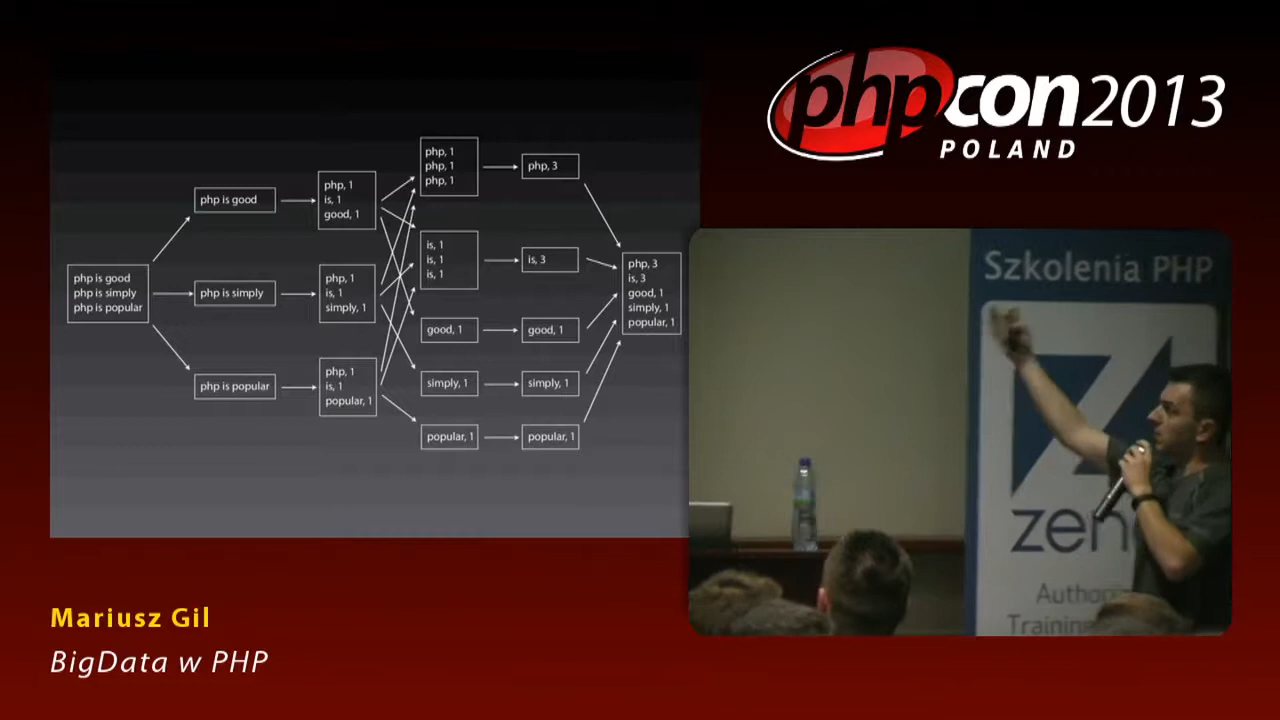 phpcon 2013
POLAND
php is good
php is simply
php is popular
php is good
php is simply
php is popular
php, 1
is, 1
good, 1
php, 1
is, 1
simply, 1
php, 1
is, 1
popular, 1
php, 1
php, 1
php, 1
is, 1
is, 1
is, 1
good, 1
simply, 1
popular, 1
php, 3
is, 3
good, 1
simply, 1
popular, 1
php, 3
is, 3
good, 1
simply, 1
popular, 1
Szkolenia PHP
Training
Mariusz Gil
BigData w PHP